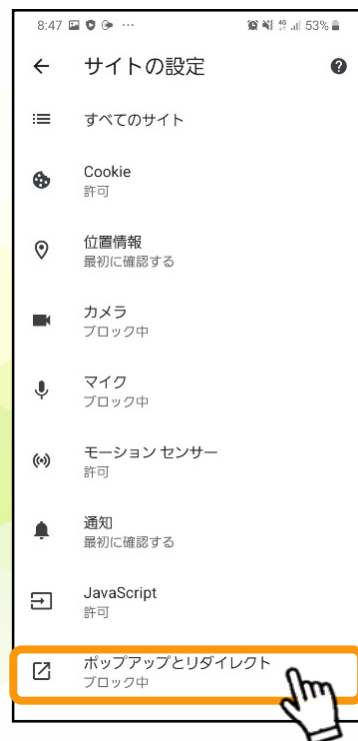 8:47 53%
サイトの設定
すべてのサイト
Cookie
許可
位置情報
最初に確認する
カメラ
ブロック中
マイク
ブロック中
モーション センサー
許可
通知
最初に確認する
JavaScript
許可
ポップアップとリダイレクト
ブロック中